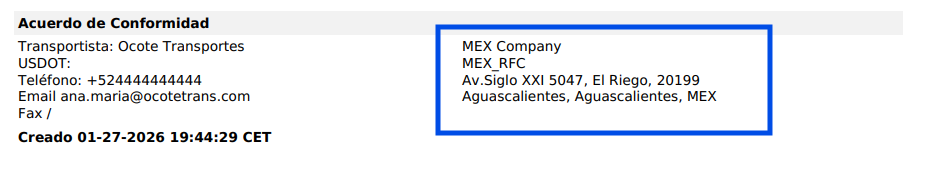 Acuerdo de Conformidad
Transportista: Ocote Transportes
USDOT:
Teléfono: +524444444444
Email ana.maria@ocotetrans.com
Fax /
Creado 01-27-2026 19:44:29 CET
MEX Company
MEX_RFC
Av.Siglo XXI 5047, El Riego, 20199
Aguascalientes, Aguascalientes, MEX